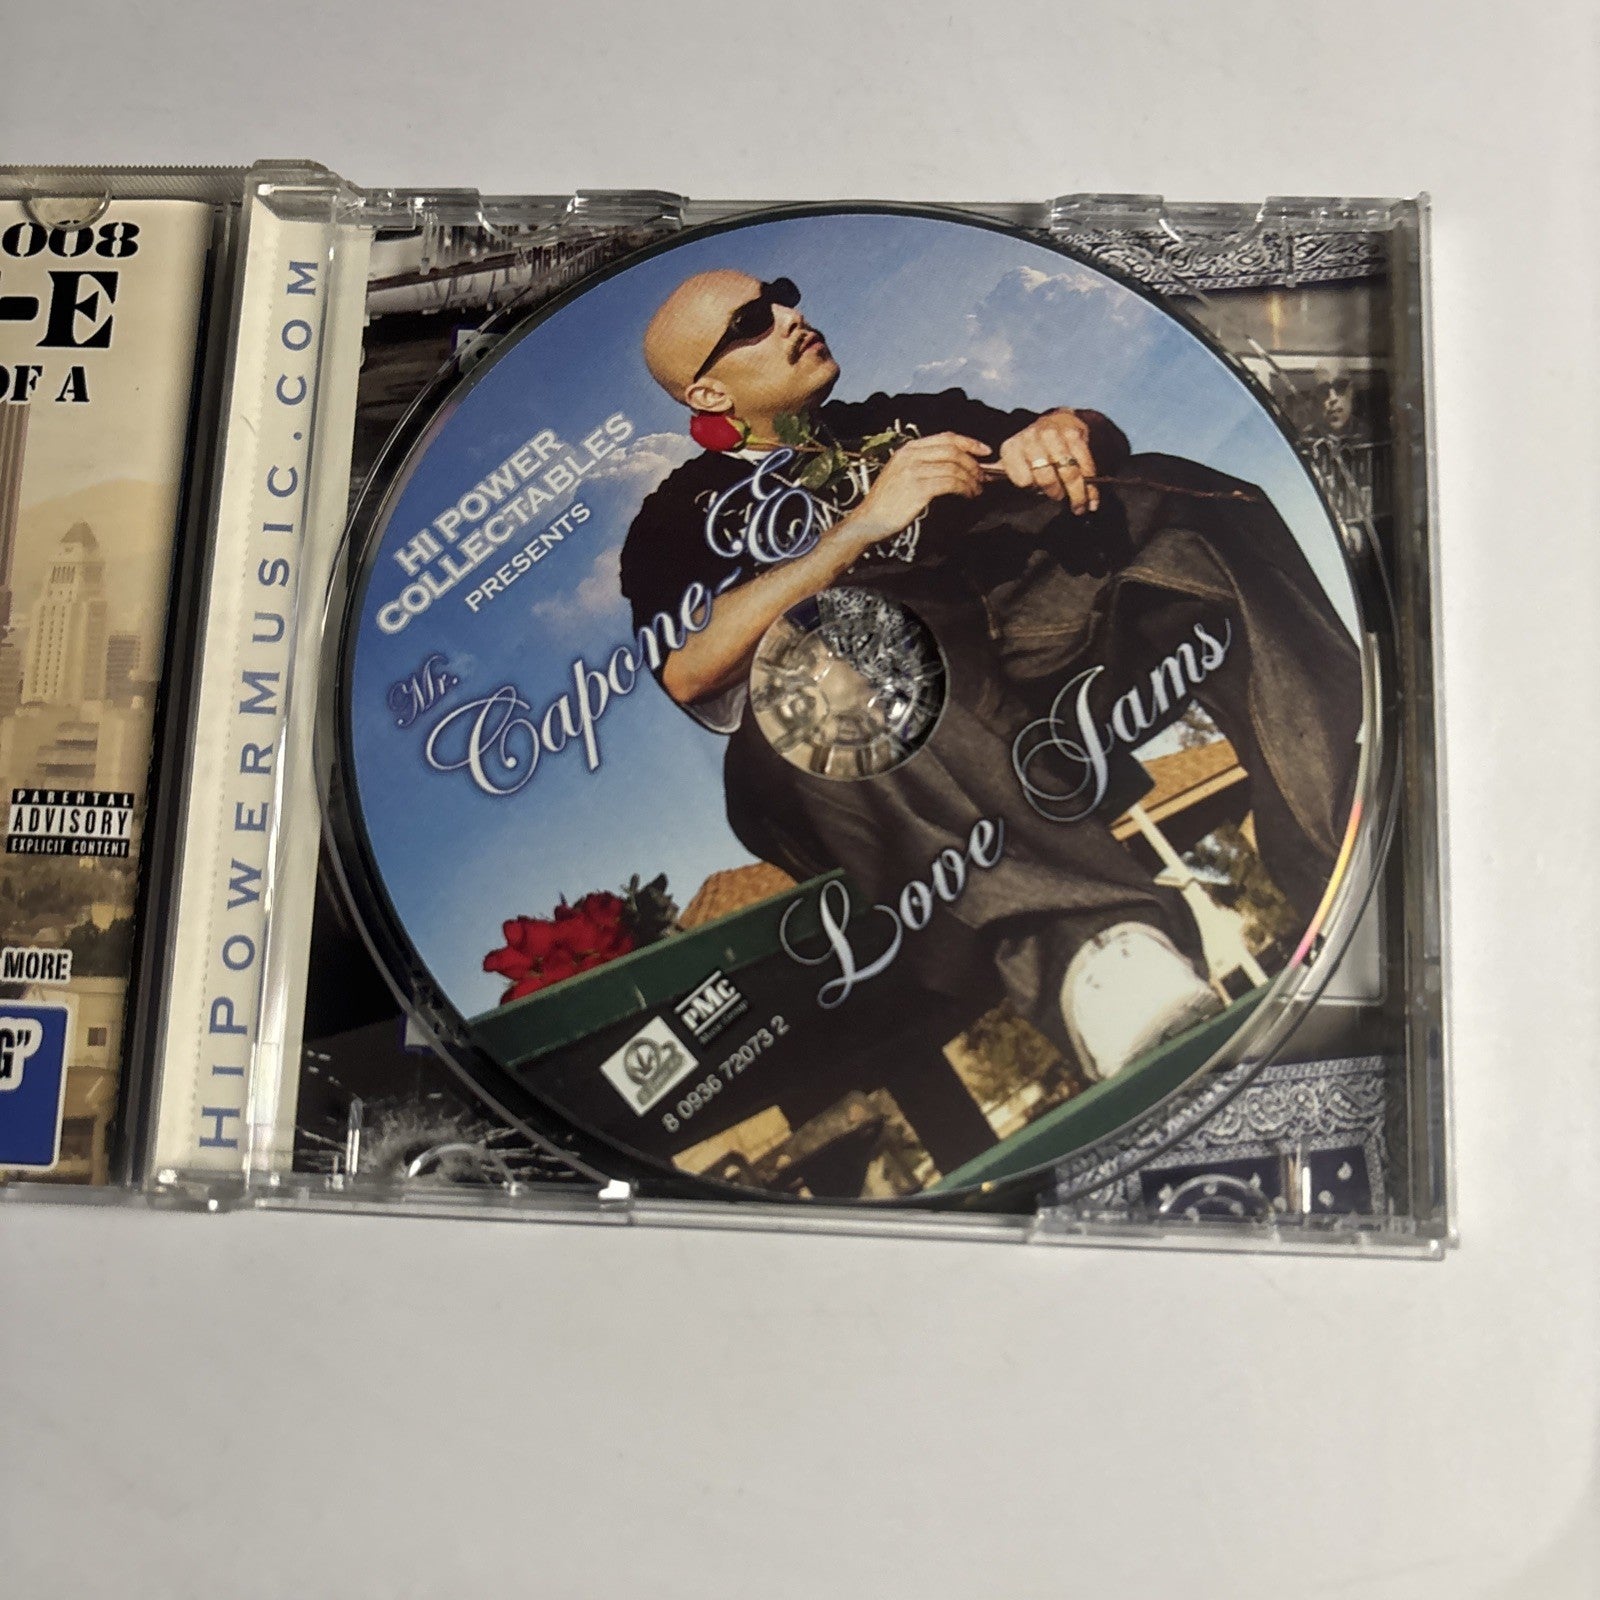 008
-E
OF A
PARENTAL
ADVISORY
EXPLICIT CONTENT
MORE
G"
HIPOWERMUSIC.COM
HI POWER
COLLECTABLES
PRESENTS
Mr.
Capone-E
Love Jams
PMC
8 0936 72073 2